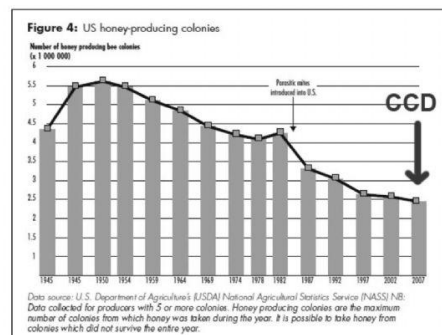 Figure 4: US honey-producing colonies
Number of honey producing bee colonies
(x 1 000 000)
6
5.5
5
4.5
4
3.5
3
2.5
2
1.5
1
Parasitic mites
introduced into U.S.
CCD
1945 1945 1950 1954 1959 1964 1969 1974 1978 1982 1987 1992 1997 2002 2007
Data source: U.S. Department of Agriculture's (USDA) National Agricultural Statistics Service (NASS) NB:
Data collected for producers with 5 or more colonies. Honey producing colonies are the maximum
number of colonies from which honey was taken during the year. It is possible to take honey from
colonies which did not survive the entire year.